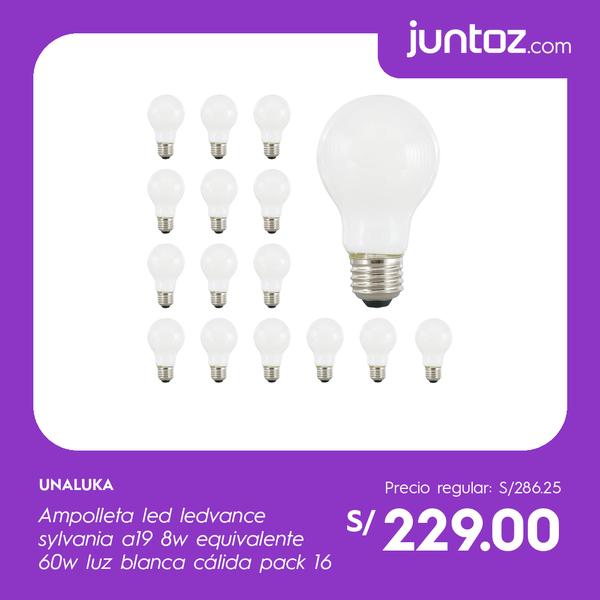 juntoz.com
UNALUKA
Ampolleta led ledvance
sylvania a19 8w equivalente
60w luz blanca cálida pack 16
Precio regular: S/286.25
S/ 229.00